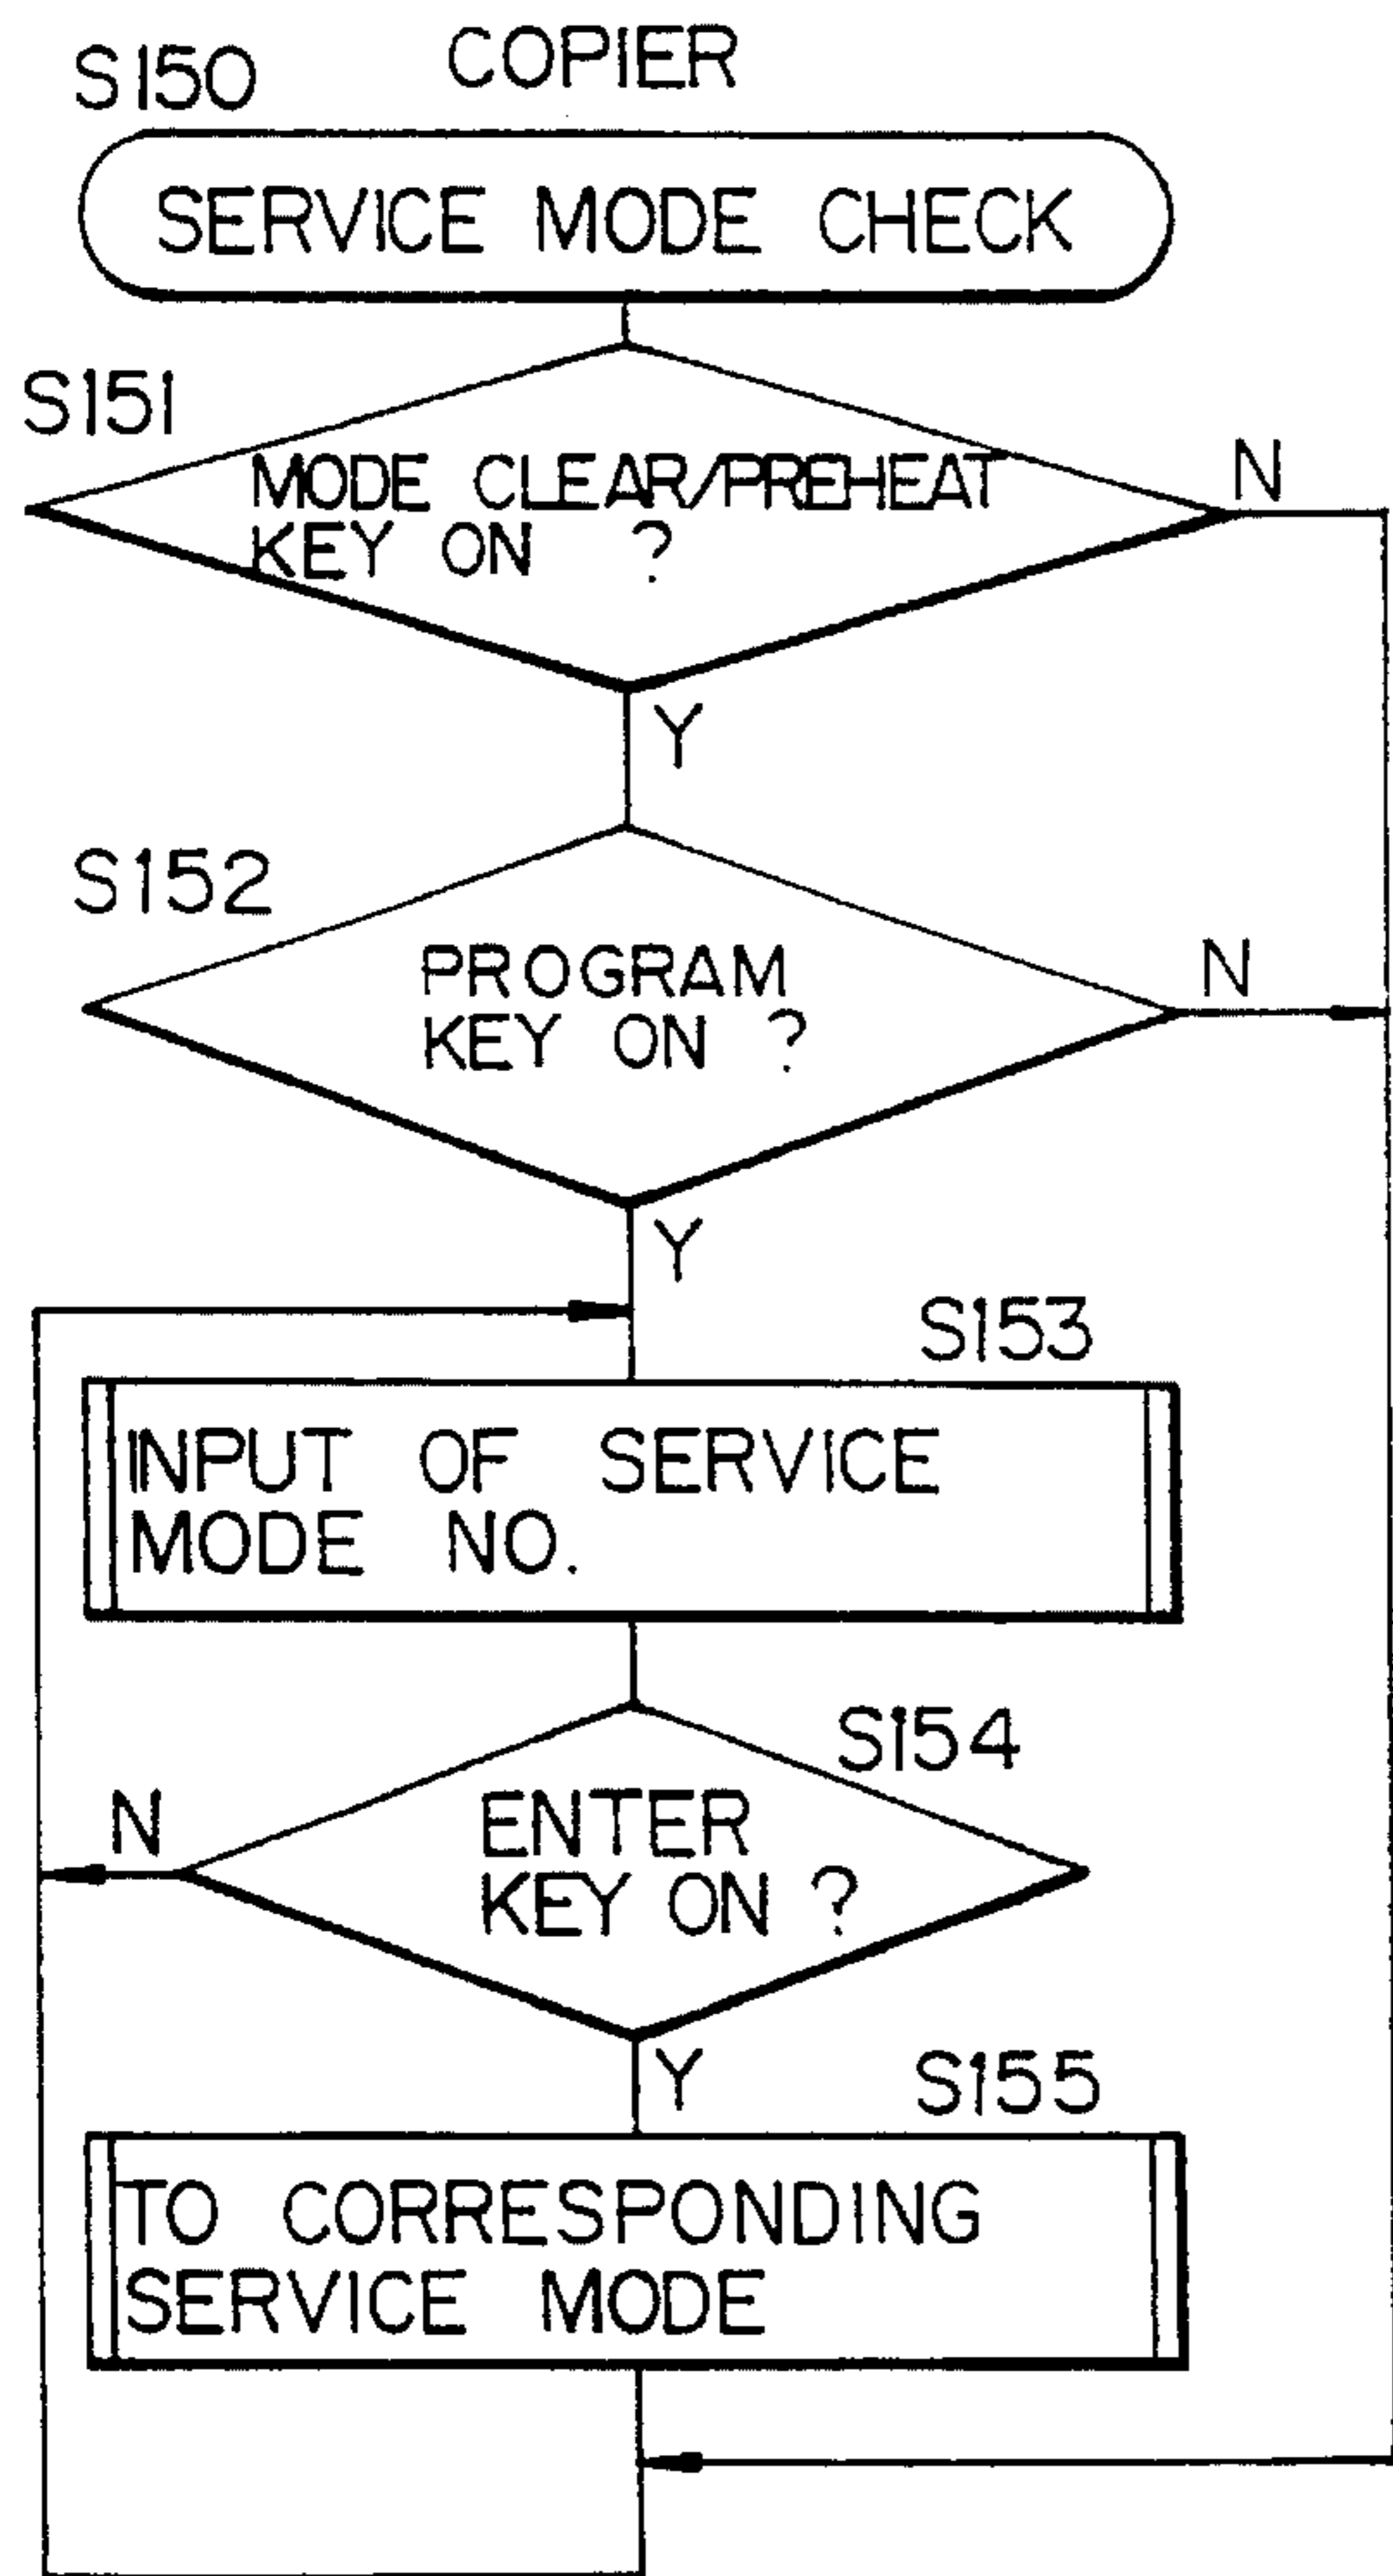 COPIER
S150
SERVICE MODE CHECK
S151
MODE CLEAR/PREHEAT
KEY ON ?
N
Y
S152
PROGRAM
KEY ON ?
N
Y
S153
INPUT OF SERVICE
MODE NO.
S154
N
ENTER
KEY ON ?
Y
S155
TO CORRESPONDING
SERVICE MODE